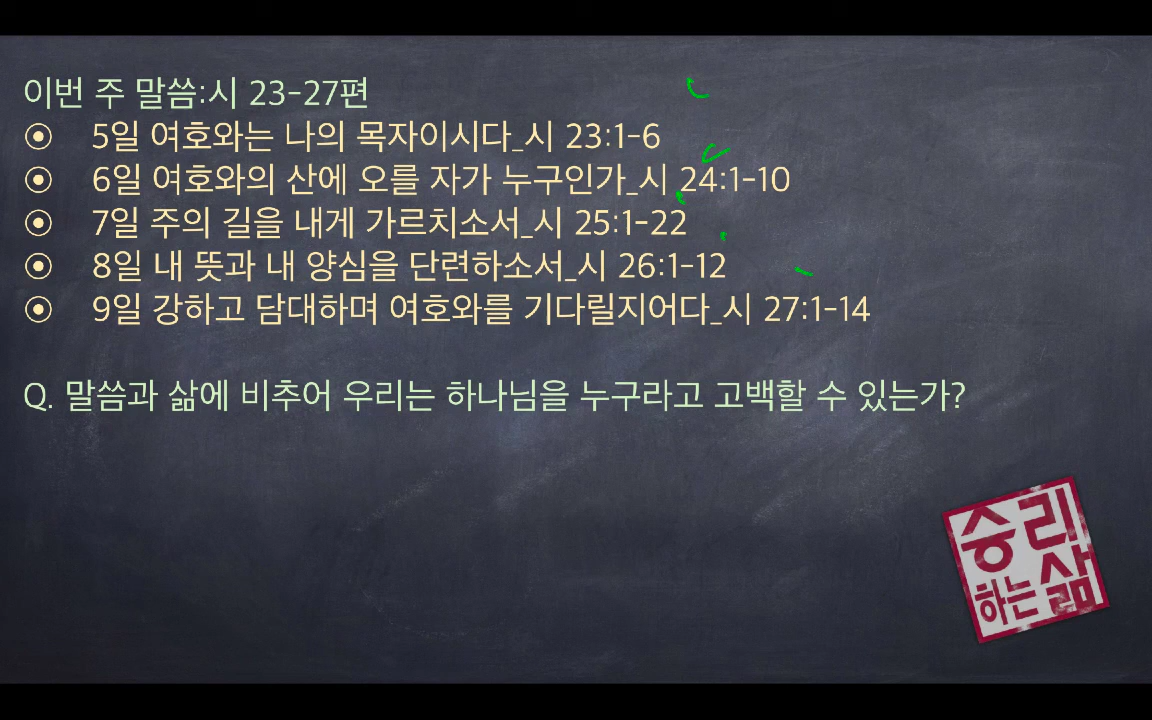 이번 주 말씀:시 23-27편
⦿ 5일 여호와는 나의 목자이시다_시 23:1-6
⦿ 6일 여호와의 산에 오를 자가 누구인가_시 24:1-10
⦿ 7일 주의 길을 내게 가르치소서_시 25:1-22
⦿ 8일 내 뜻과 내 양심을 단련하소서_시 26:1-12
⦿ 9일 강하고 담대하며 여호와를 기다릴지어다_시 27:1-14
Q. 말씀과 삶에 비추어 우리는 하나님을 누구라고 고백할 수 있는가?
승리
하는 삶